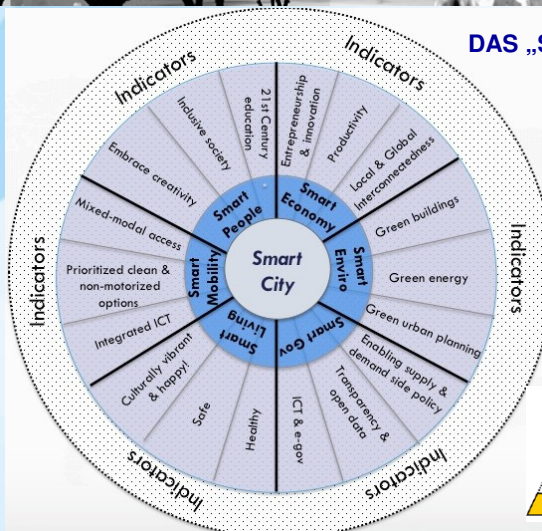 DAS „S
Indicators
Indicators
Indicators
Indicators
Indicators
Indicators
Smart
City
Smart
Economy
Entrepreneurship
& innovation
Productivity
Local & Global
Interconnectedness
Smart
Enviro
Green buildings
Green energy
Green urban planning
Smart Gov
Enabling supply &
demand side policy
Transparency &
open data
ICT & e-gov
Smart
Living
Healthy
Safe
Culturally vibrant
& happy!
Smart
Mobility
Integrated ICT
Prioritized clean &
non-motorized
options
Mixed-modal access
Smart
People
Embrace creativity
Inclusive society
21st Century
education